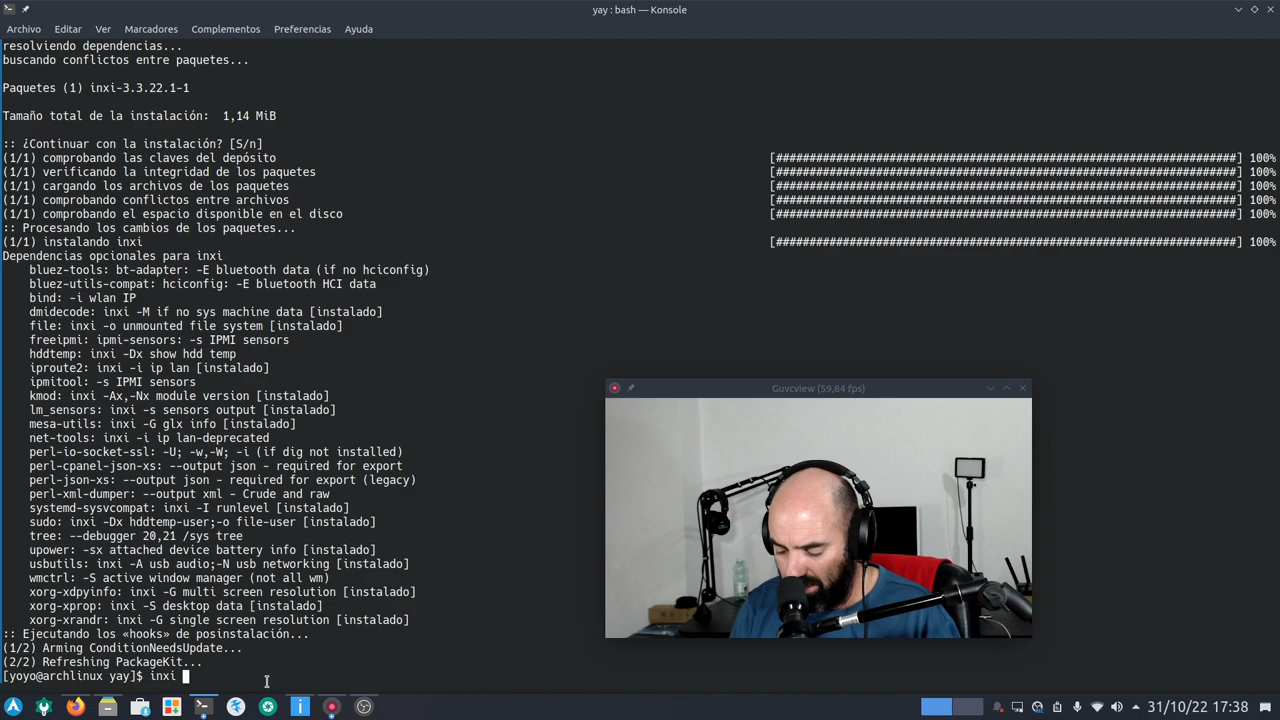 yay : bash — Konsole
Archivo Editar Ver Marcadores Complementos Preferencias Ayuda
resolviendo dependencias...
buscando conflictos entre paquetes...
Paquetes (1) inxi-3.3.22.1-1
Tamaño total de la instalación:  1,14 MiB
:: ¿Continuar con la instalación? [S/n]
(1/1) comprobando las claves del depósito [######################################################################] 100%
(1/1) verificando la integridad de los paquetes [######################################################################] 100%
(1/1) cargando los archivos de los paquetes [######################################################################] 100%
(1/1) comprobando conflictos entre archivos [######################################################################] 100%
(1/1) comprobando el espacio disponible en el disco [######################################################################] 100%
:: Procesando los cambios de los paquetes...
(1/1) instalando inxi [######################################################################] 100%
Dependencias opcionales para inxi
bluez-tools: bt-adapter: -E bluetooth data (if no hciconfig)
bluez-utils-compat: hciconfig: -E bluetooth HCI data
bind: -i wlan IP
dmidecode: inxi -M if no sys machine data [instalado]
file: inxi -o unmounted file system [instalado]
freeipmi: ipmi-sensors: -s IPMI sensors
hddtemp: inxi -Dx show hdd temp
iproute2: inxi -i ip lan [instalado]
ipmitool: -s IPMI sensors
kmod: inxi -Ax,-Nx module version [instalado]
lm_sensors: inxi -s sensors output [instalado]
mesa-utils: inxi -G glx info [instalado]
net-tools: inxi -i ip lan-deprecated
perl-io-socket-ssl: -U; -w,-W; -i (if dig not installed)
perl-cpanel-json-xs: --output json - required for export
perl-json-xs: --output json - required for export (legacy)
perl-xml-dumper: --output xml - Crude and raw
systemd-sysvcompat: inxi -I runlevel [instalado]
sudo: inxi -Dx hddtemp-user;-o file-user [instalado]
tree: --debugger 20,21 /sys tree
upower: -sx attached device battery info [instalado]
usbutils: inxi -A usb audio;-N usb networking [instalado]
wmctrl: -S active window manager (not all wm)
xorg-xdpyinfo: inxi -G multi screen resolution [instalado]
xorg-xprop: inxi -S desktop data [instalado]
xorg-xrandr: inxi -G single screen resolution [instalado]
:: Ejecutando los «hooks» de posinstalación...
(1/2) Arming ConditionNeedsUpdate...
(2/2) Refreshing PackageKit...
[yoyo@archlinux yay]$ inxi
Guvcview (59,84 fps)
31/10/22 17:38